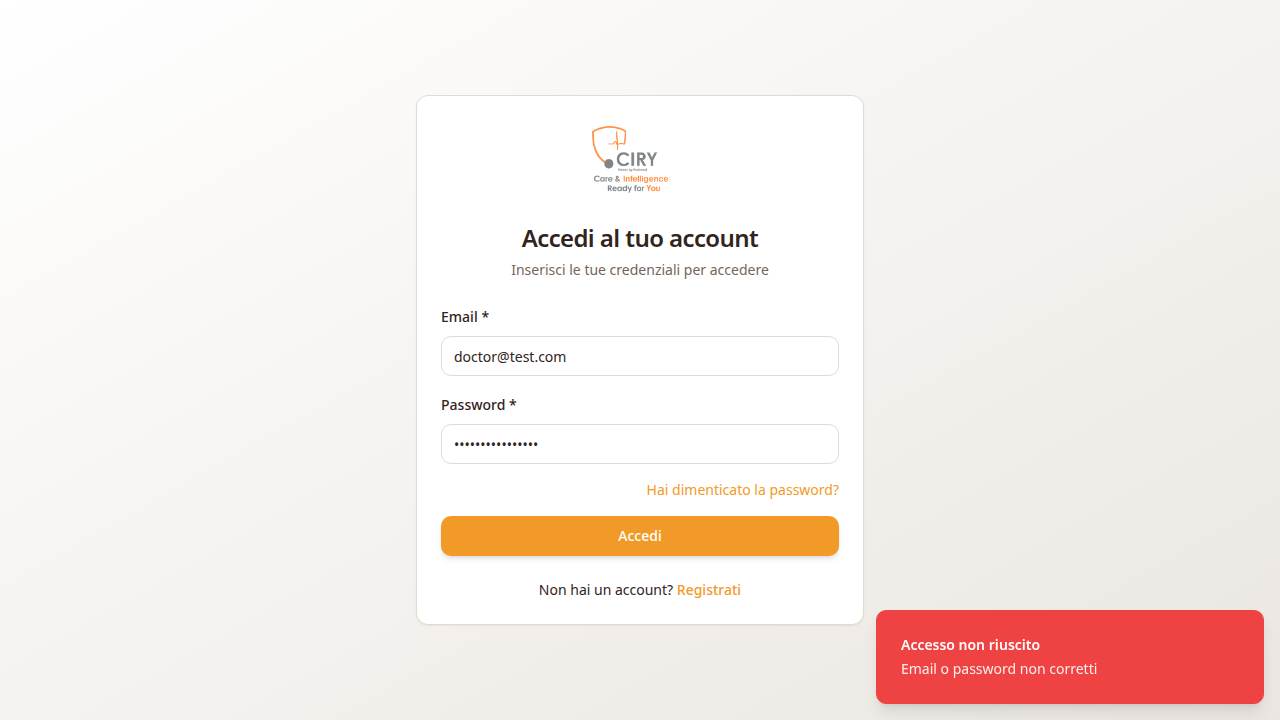 CIRY
Care & Intelligence
Ready for You
Accedi al tuo account
Inserisci le tue credenziali per accedere
Email *
doctor@test.com
Password *
••••••••••••••••
Hai dimenticato la password?
Accedi
Non hai un account? Registrati
Accesso non riuscito
Email o password non corretti